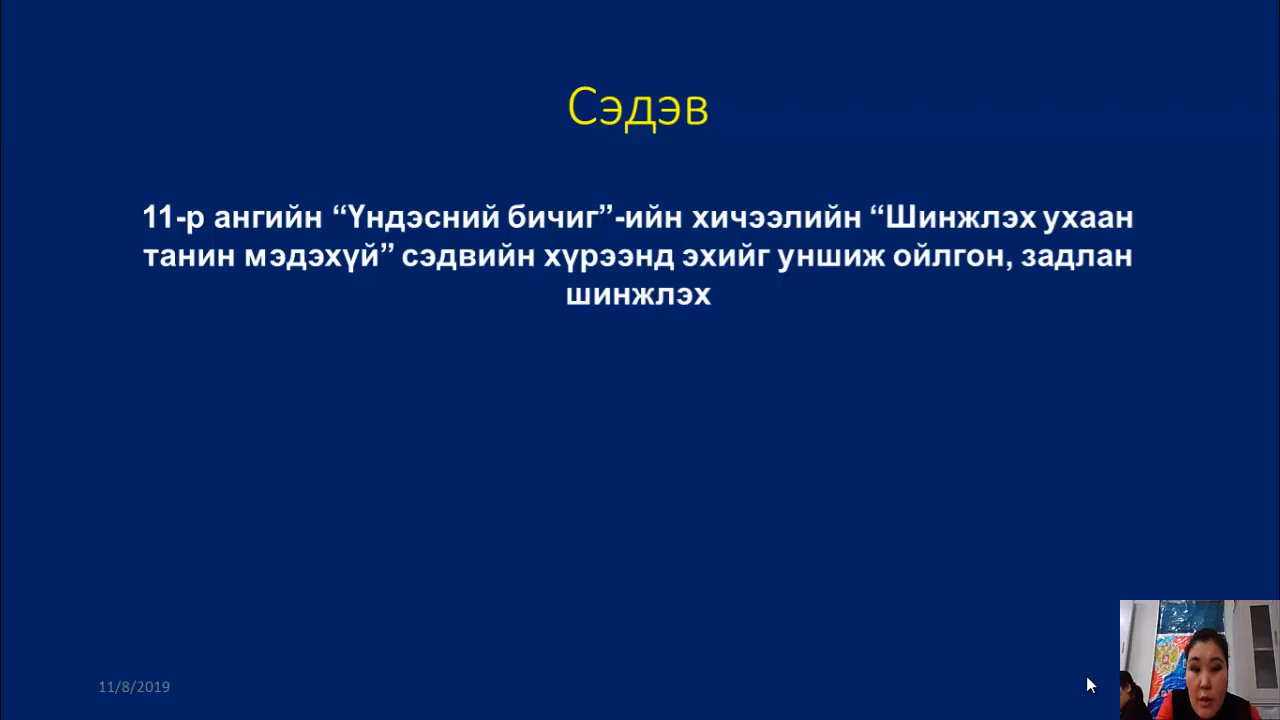 Сэдэв
11-р ангийн “Үндэсний бичиг”-ийн хичээлийн “Шинжлэх ухаан
танин мэдэхүй” сэдвийн хүрээнд эхийг уншиж ойлгон, задлан
шинжлэх
11/8/2019